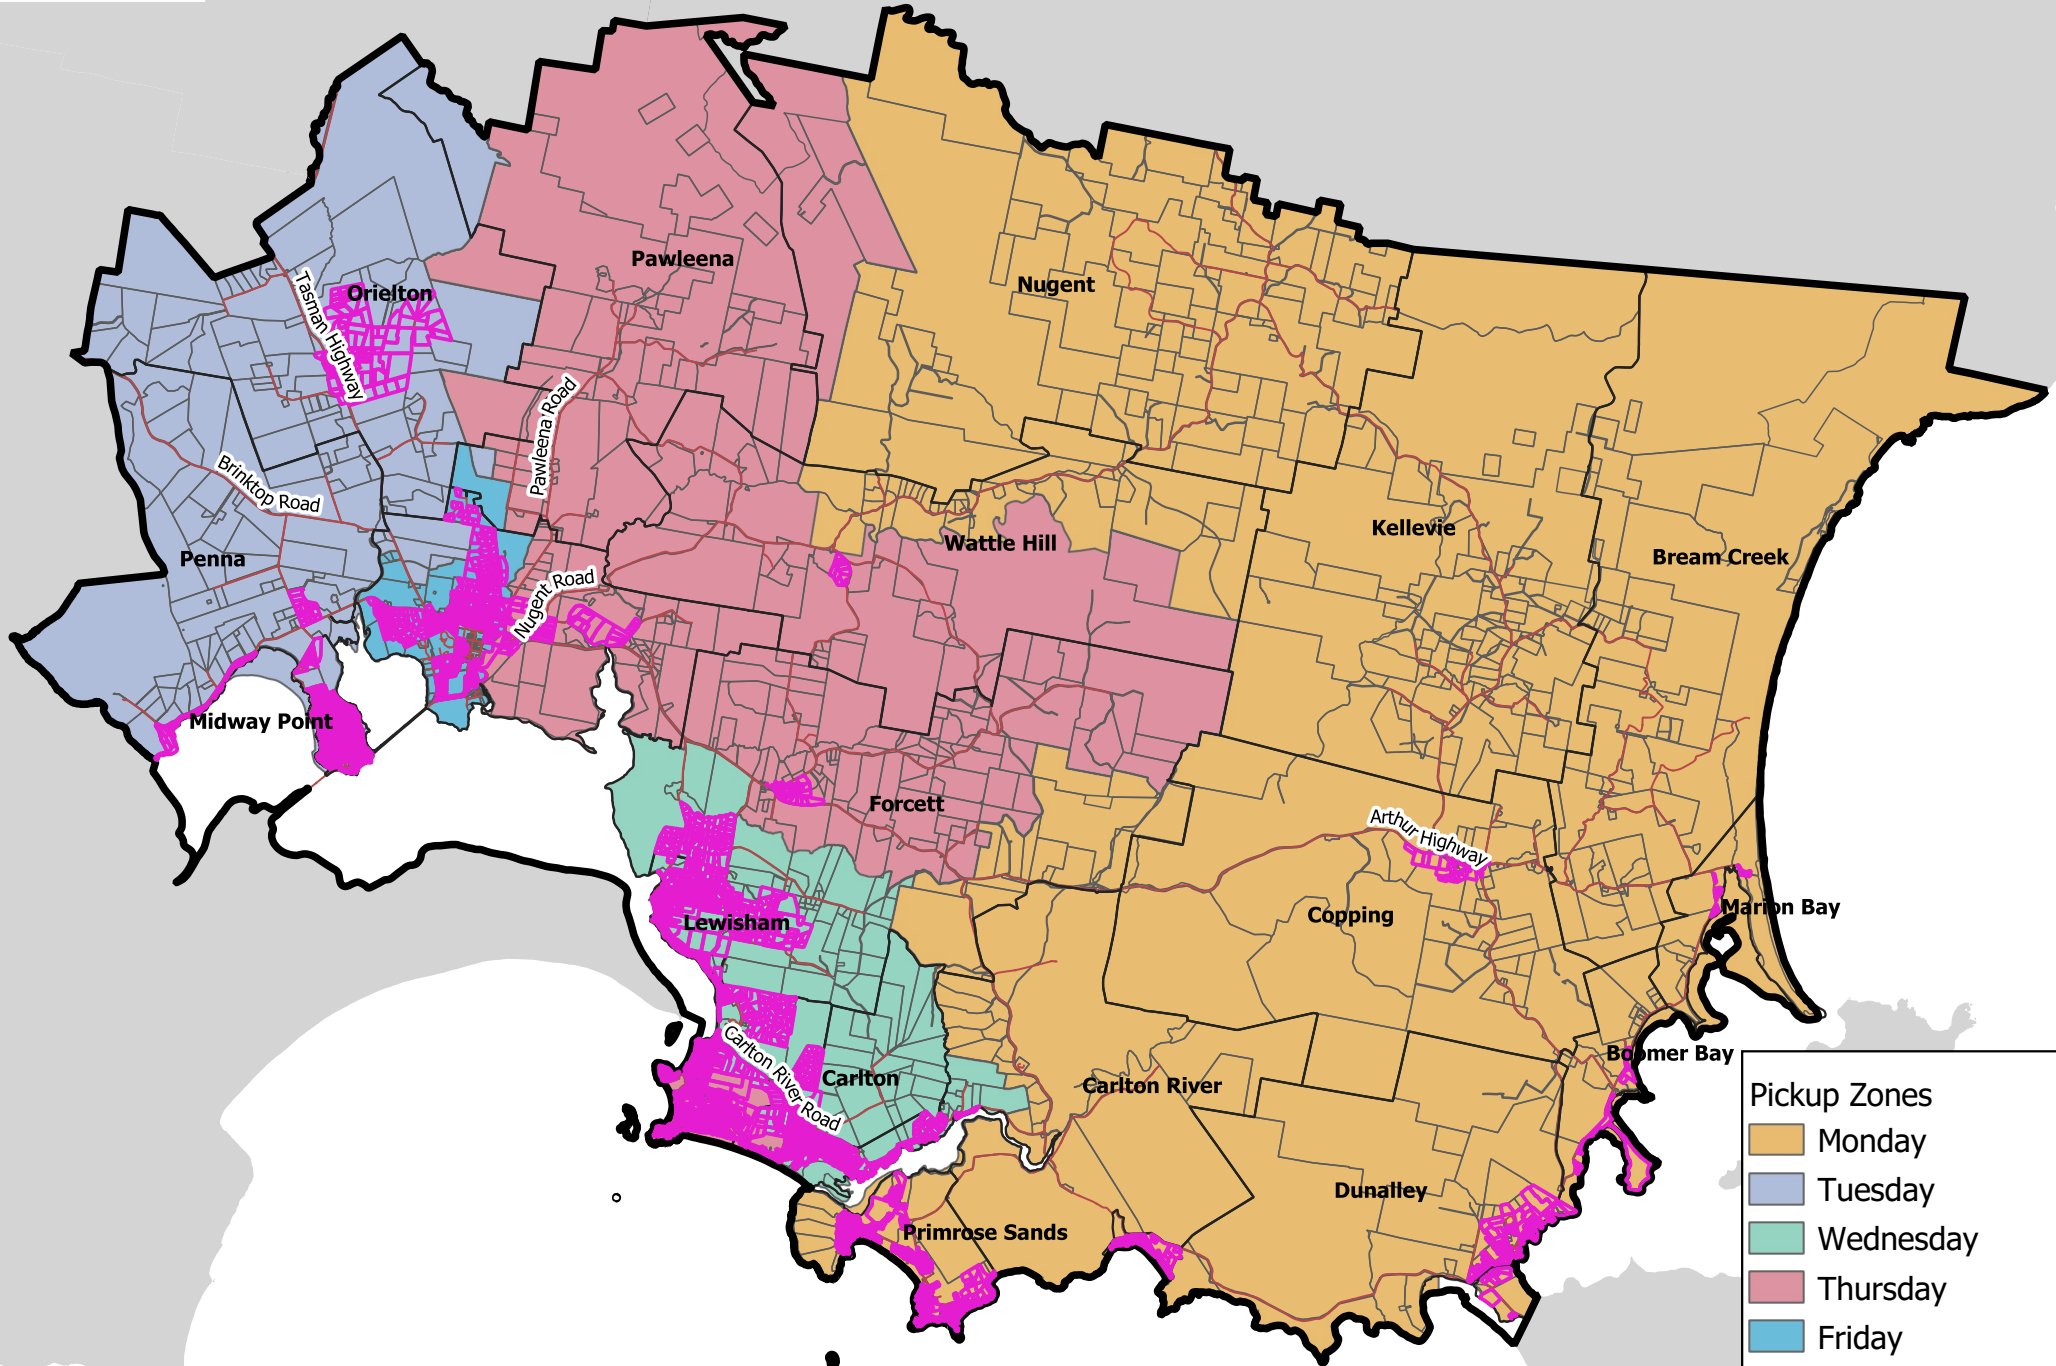 Pawleena
Nugent
Orielton
Tasman Highway
Pawleena Road
Brinktop Road
Kellevie
Wattle Hill
Bream Creek
Penna
Nugent Road
Midway Point
Forcett
Arthur Highway
Marion Bay
Copping
Lewisham
Boomer Bay
Carlton River Road
Carlton
Carlton River
Dunalley
Primrose Sands
Pickup Zones
Monday
Tuesday
Wednesday
Thursday
Friday